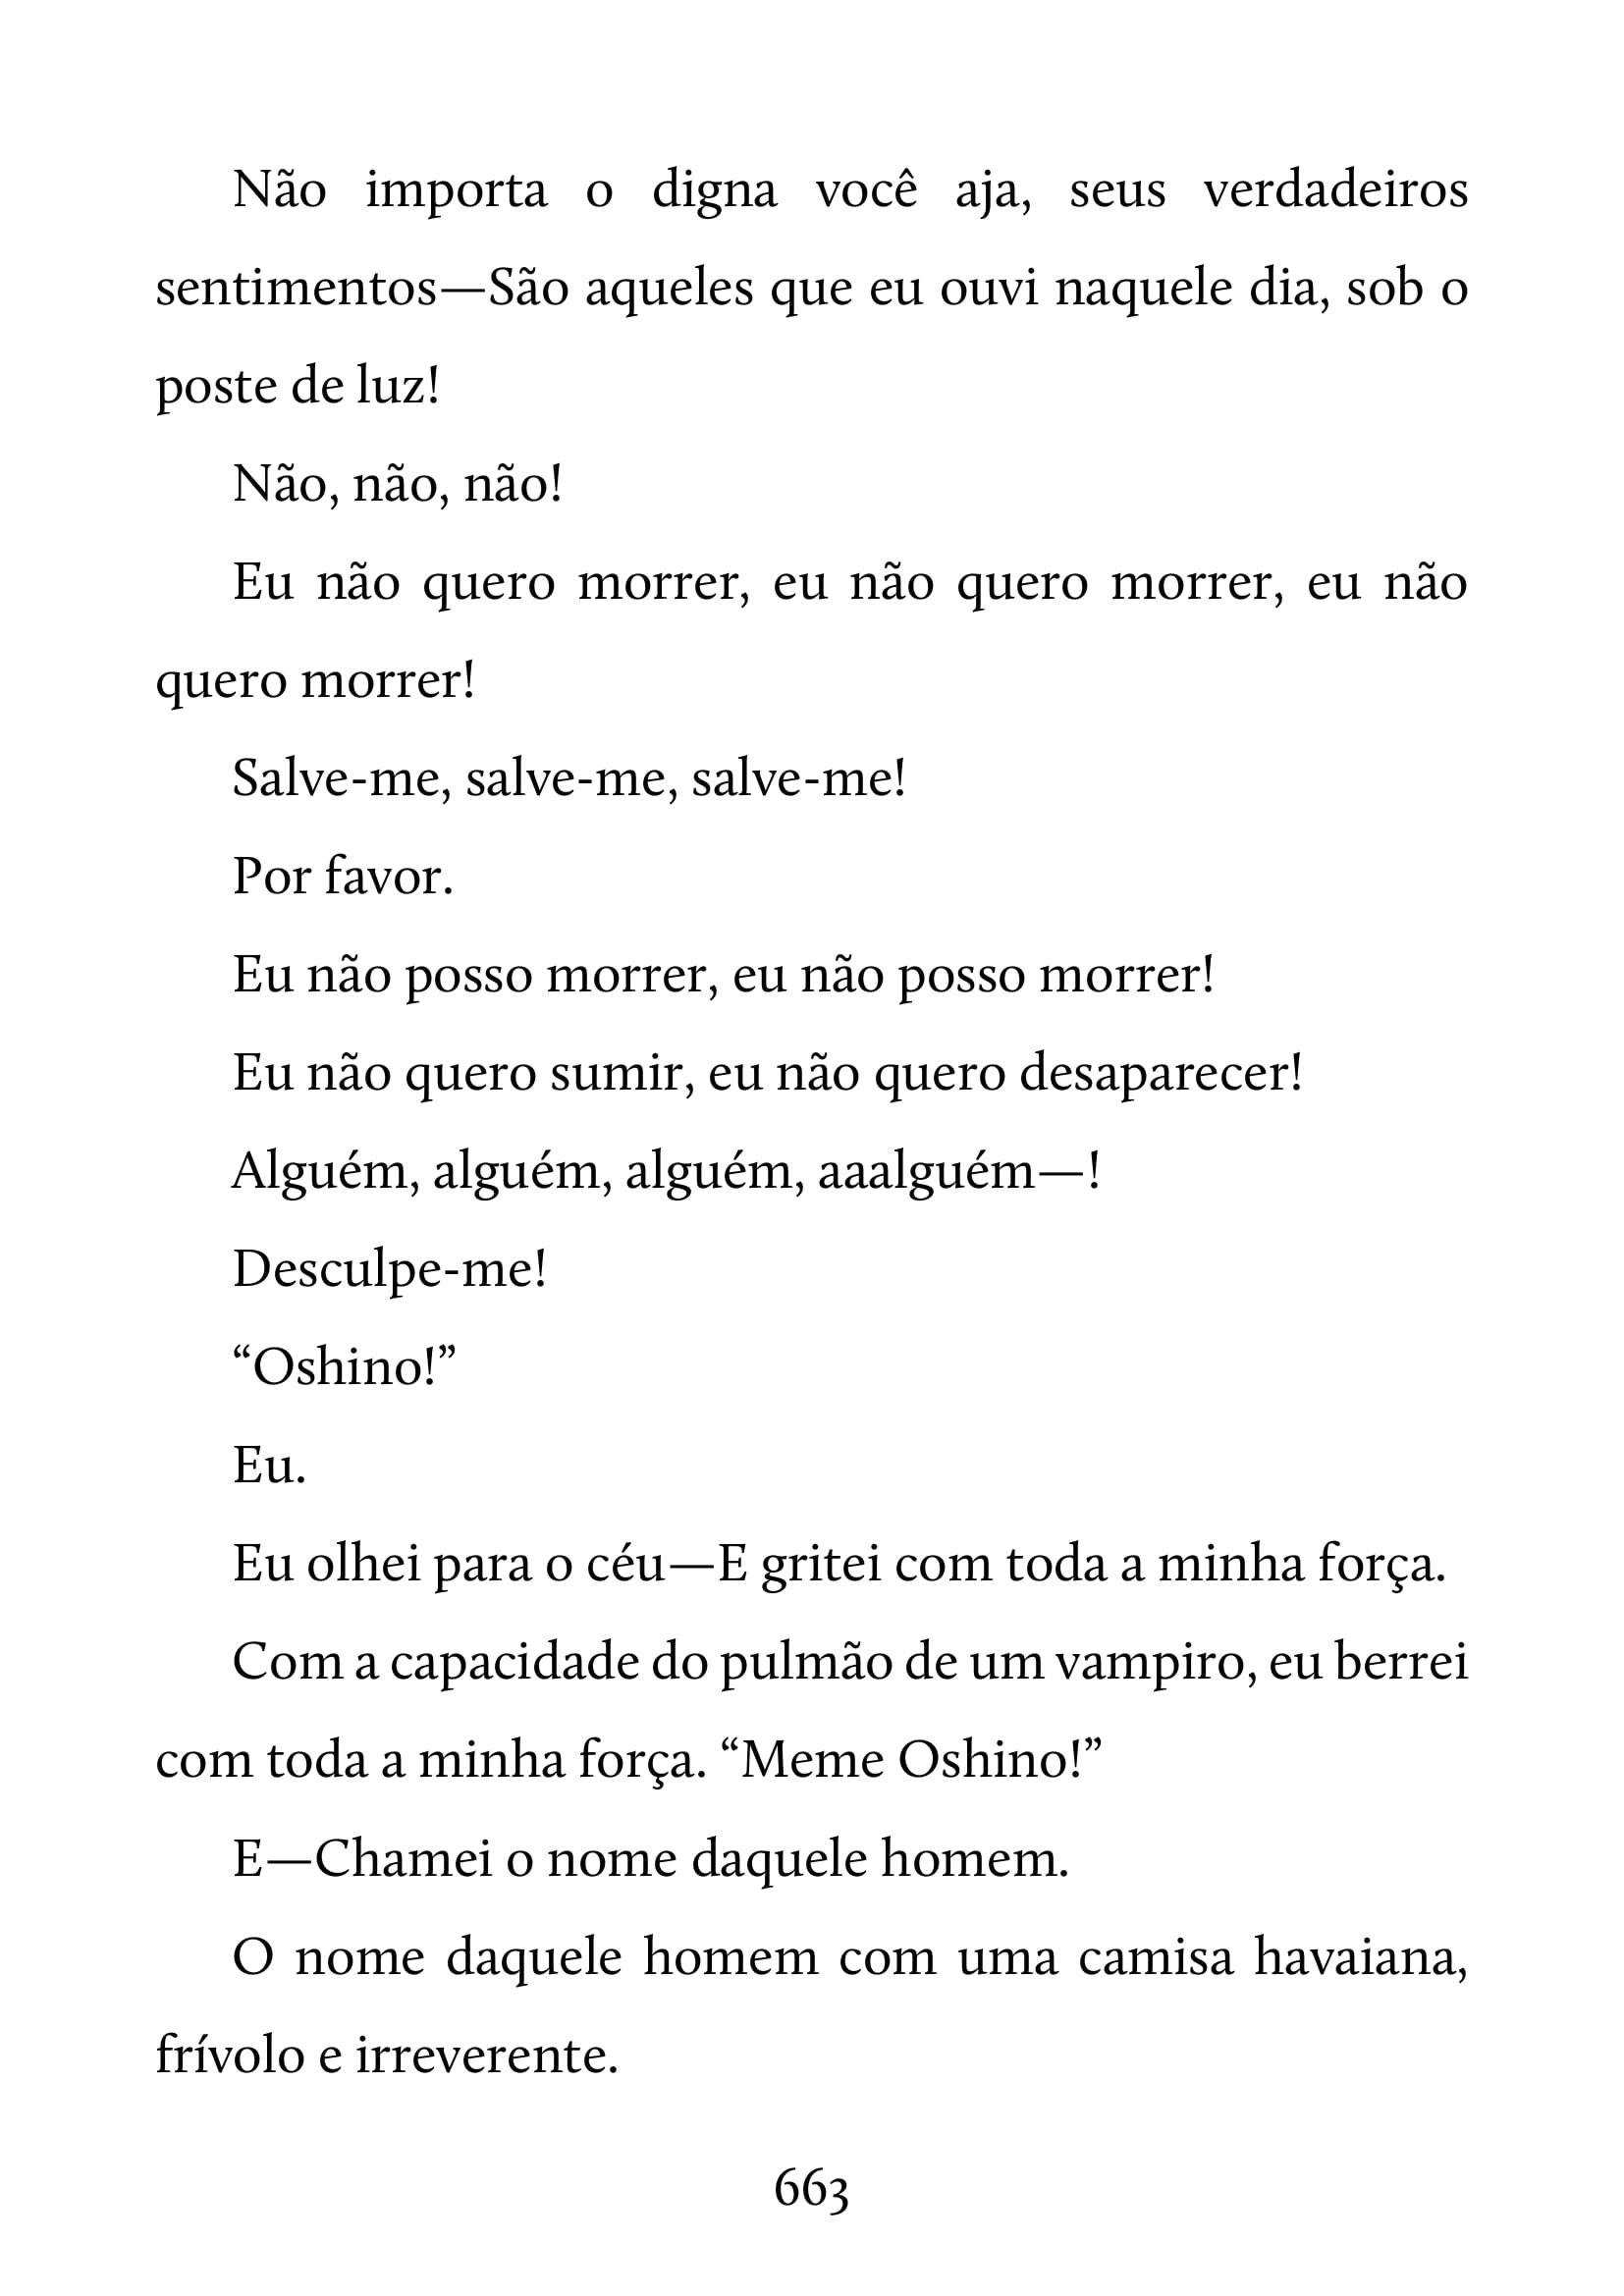 Não importa o digna você aja, seus verdadeiros
sentimentos—São aqueles que eu ouvi naquele dia, sob o
poste de luz!
Não, não, não!
Eu não quero morrer, eu não quero morrer, eu não
quero morrer!
Salve-me, salve-me, salve-me!
Por favor.
Eu não posso morrer, eu não posso morrer!
Eu não quero sumir, eu não quero desaparecer!
Alguém, alguém, alguém, aaalguém—!
Desculpe-me!
“Oshino!”
Eu.
Eu olhei para o céu—E gritei com toda a minha força.
Com a capacidade do pulmão de um vampiro, eu berrei
com toda a minha força. “Meme Oshino!”
E—Chamei o nome daquele homem.
O nome daquele homem com uma camisa havaiana,
frívolo e irreverente.
663